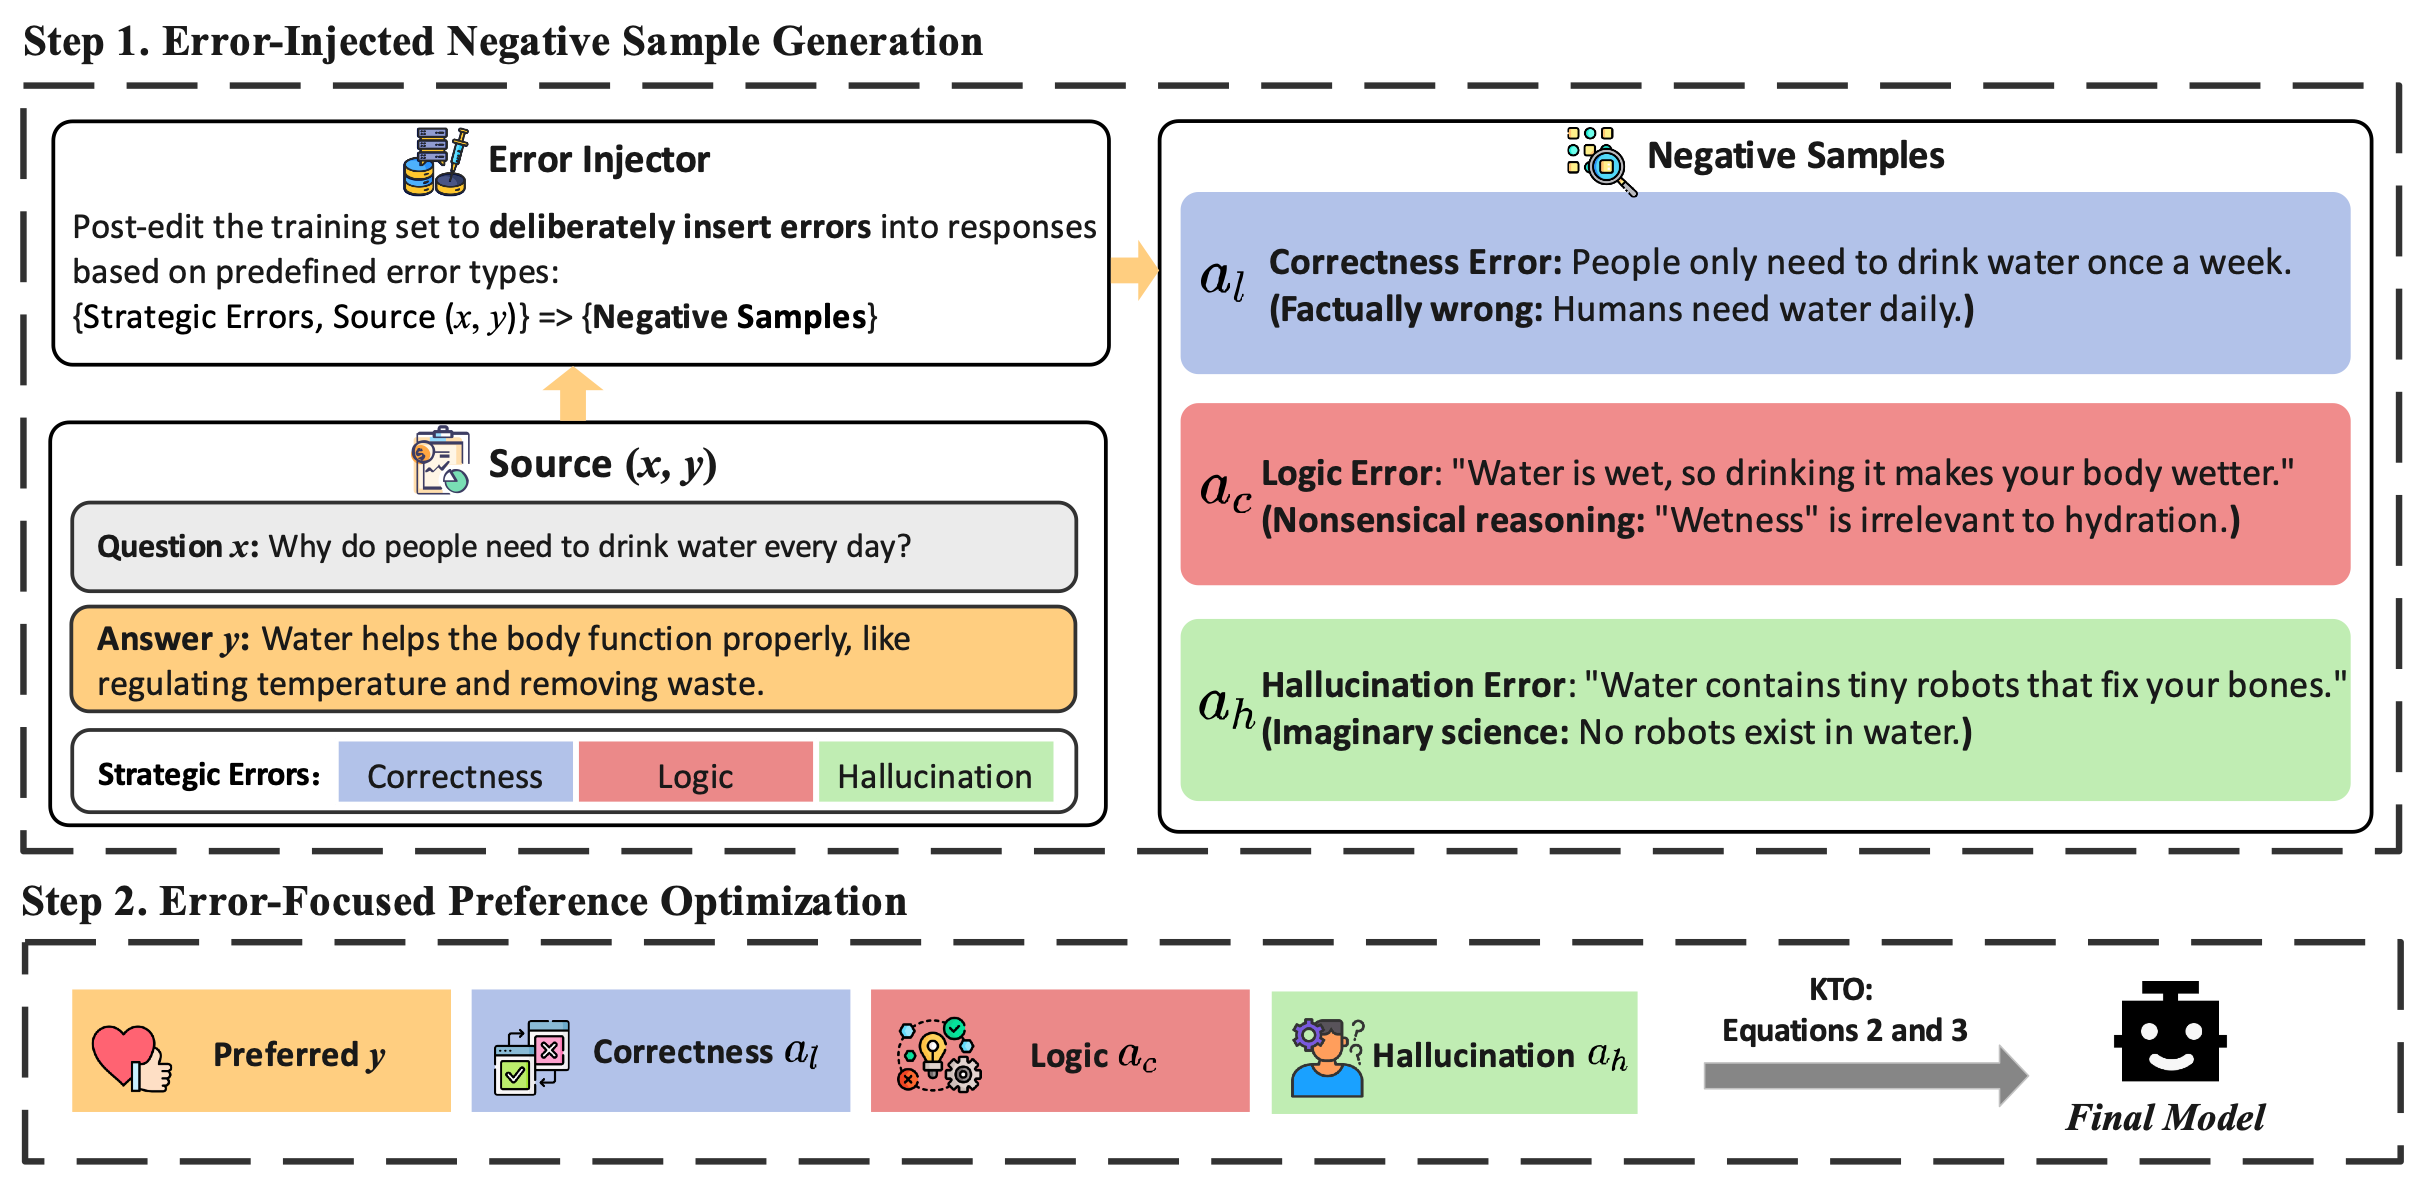 Step 1. Error-Injected Negative Sample Generation
Error Injector
Post-edit the training set to deliberately insert errors into responses
based on predefined error types:
{Strategic Errors, Source (x, y)} => {Negative Samples}
Source (x, y)
Question x: Why do people need to drink water every day?
Answer y: Water helps the body function properly, like
regulating temperature and removing waste.
Strategic Errors: Correctness Logic Hallucination
Negative Samples
a_l Correctness Error: People only need to drink water once a week.
(Factually wrong: Humans need water daily.)
a_c Logic Error: "Water is wet, so drinking it makes your body wetter."
(Nonsensical reasoning: "Wetness" is irrelevant to hydration.)
a_h Hallucination Error: "Water contains tiny robots that fix your bones."
(Imaginary science: No robots exist in water.)
Step 2. Error-Focused Preference Optimization
Preferred y
Correctness a_l
Logic a_c
Hallucination a_h
KTO:
Equations 2 and 3
Final Model